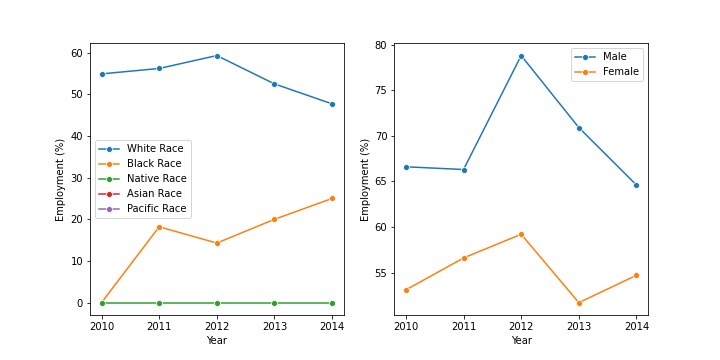 60
50
40
30
20
10
0
Employment (%)
White Race
Black Race
Native Race
Asian Race
Pacific Race
2010 2011 2012 2013 2014
Year
80
75
70
65
60
55
Employment (%)
Male
Female
2010 2011 2012 2013 2014
Year